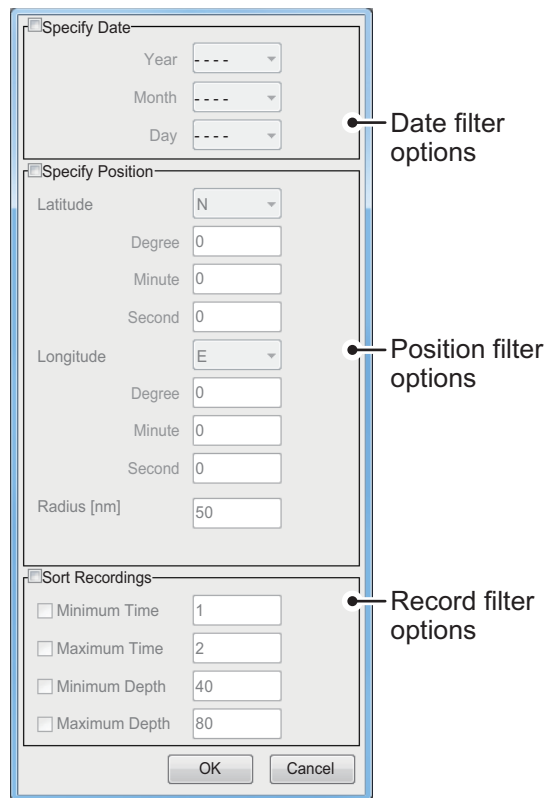 Specify Date
Year - - - -
Month - - - -
Day - - - -
Date filter
options
Specify Position
Latitude N
Degree 0
Minute 0
Second 0
Longitude E
Degree 0
Minute 0
Second 0
Radius [nm] 50
Position filter
options
Sort Recordings
Minimum Time 1
Maximum Time 2
Minimum Depth 40
Maximum Depth 80
Record filter
options
OK Cancel